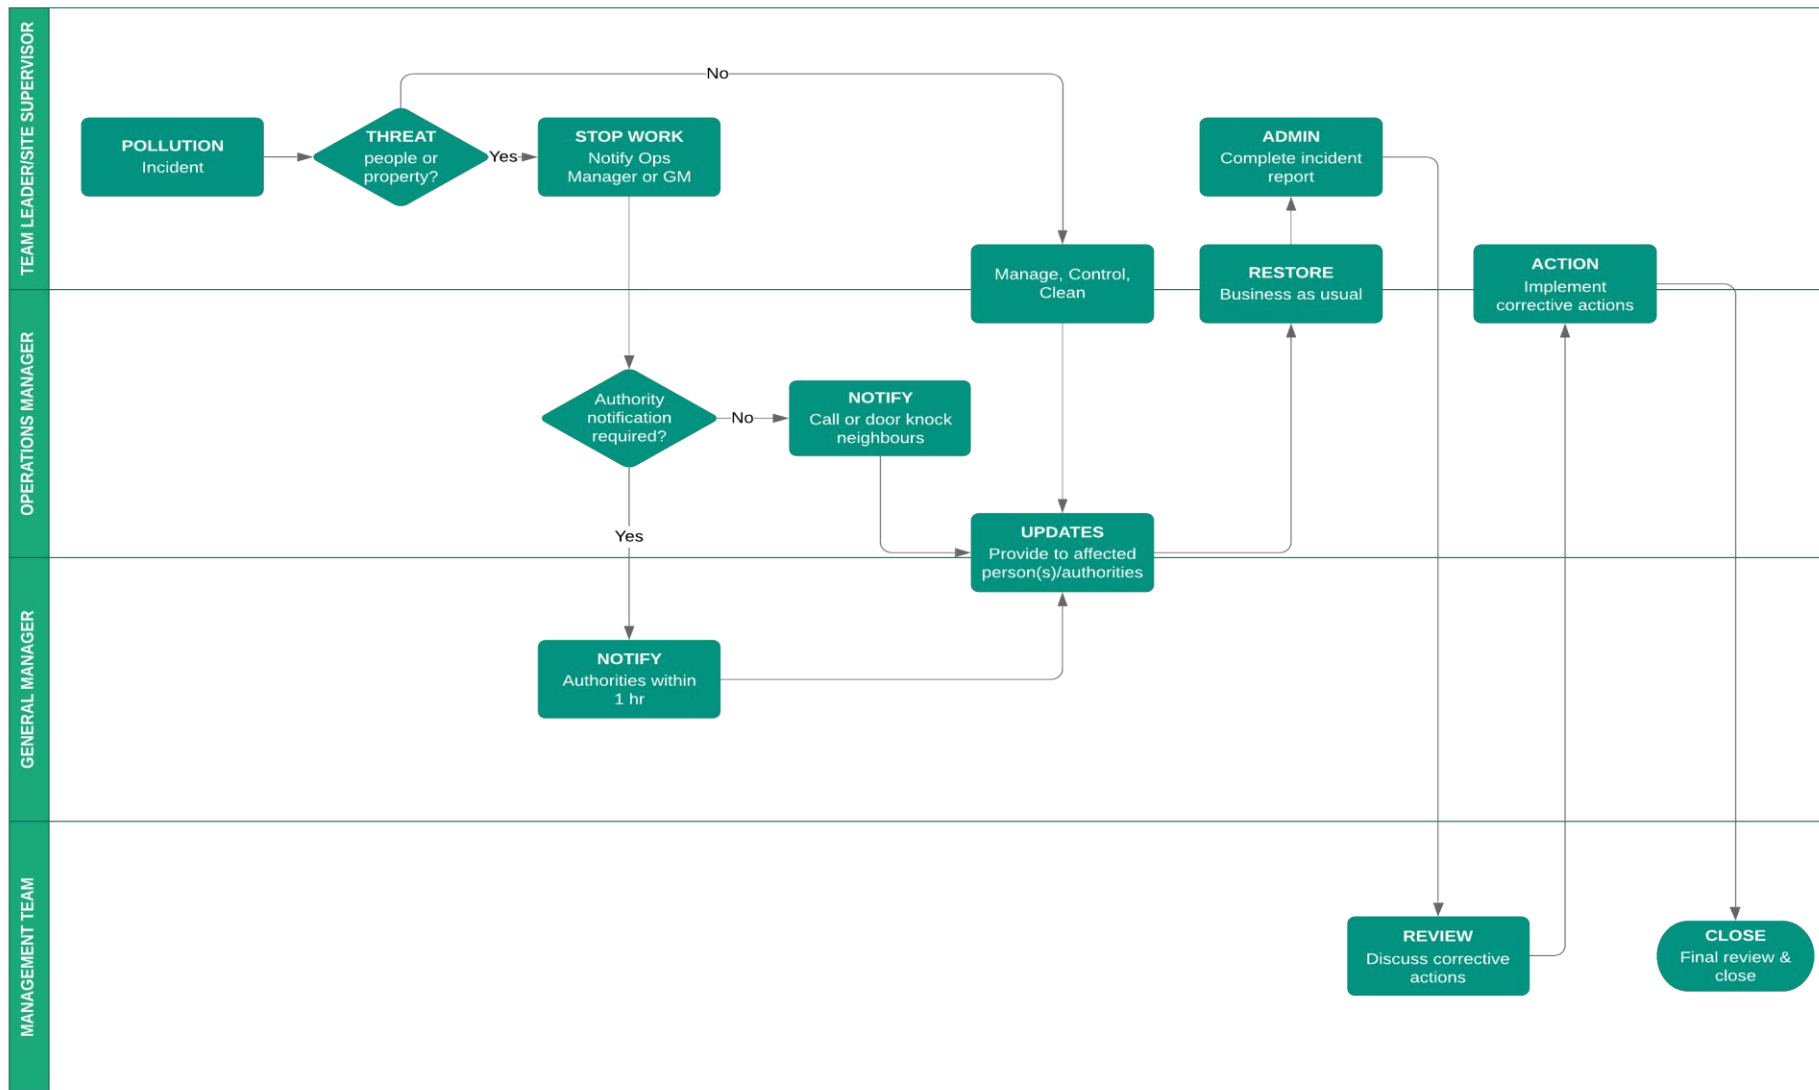 TEAM LEADER/SITE SUPERVISOR
POLLUTION
Incident
THREAT
people or
property?
No
Yes
STOP WORK
Notify Ops
Manager or GM
ADMIN
Complete incident
report
Manage, Control,
Clean
RESTORE
Business as usual
ACTION
Implement
corrective actions
OPERATIONS MANAGER
Authority
notification
required?
No
Yes
NOTIFY
Call or door knock
neighbours
UPDATES
Provide to affected
person(s)/authorities
GENERAL MANAGER
NOTIFY
Authorities within
1 hr
MANAGEMENT TEAM
REVIEW
Discuss corrective
actions
CLOSE
Final review &
close